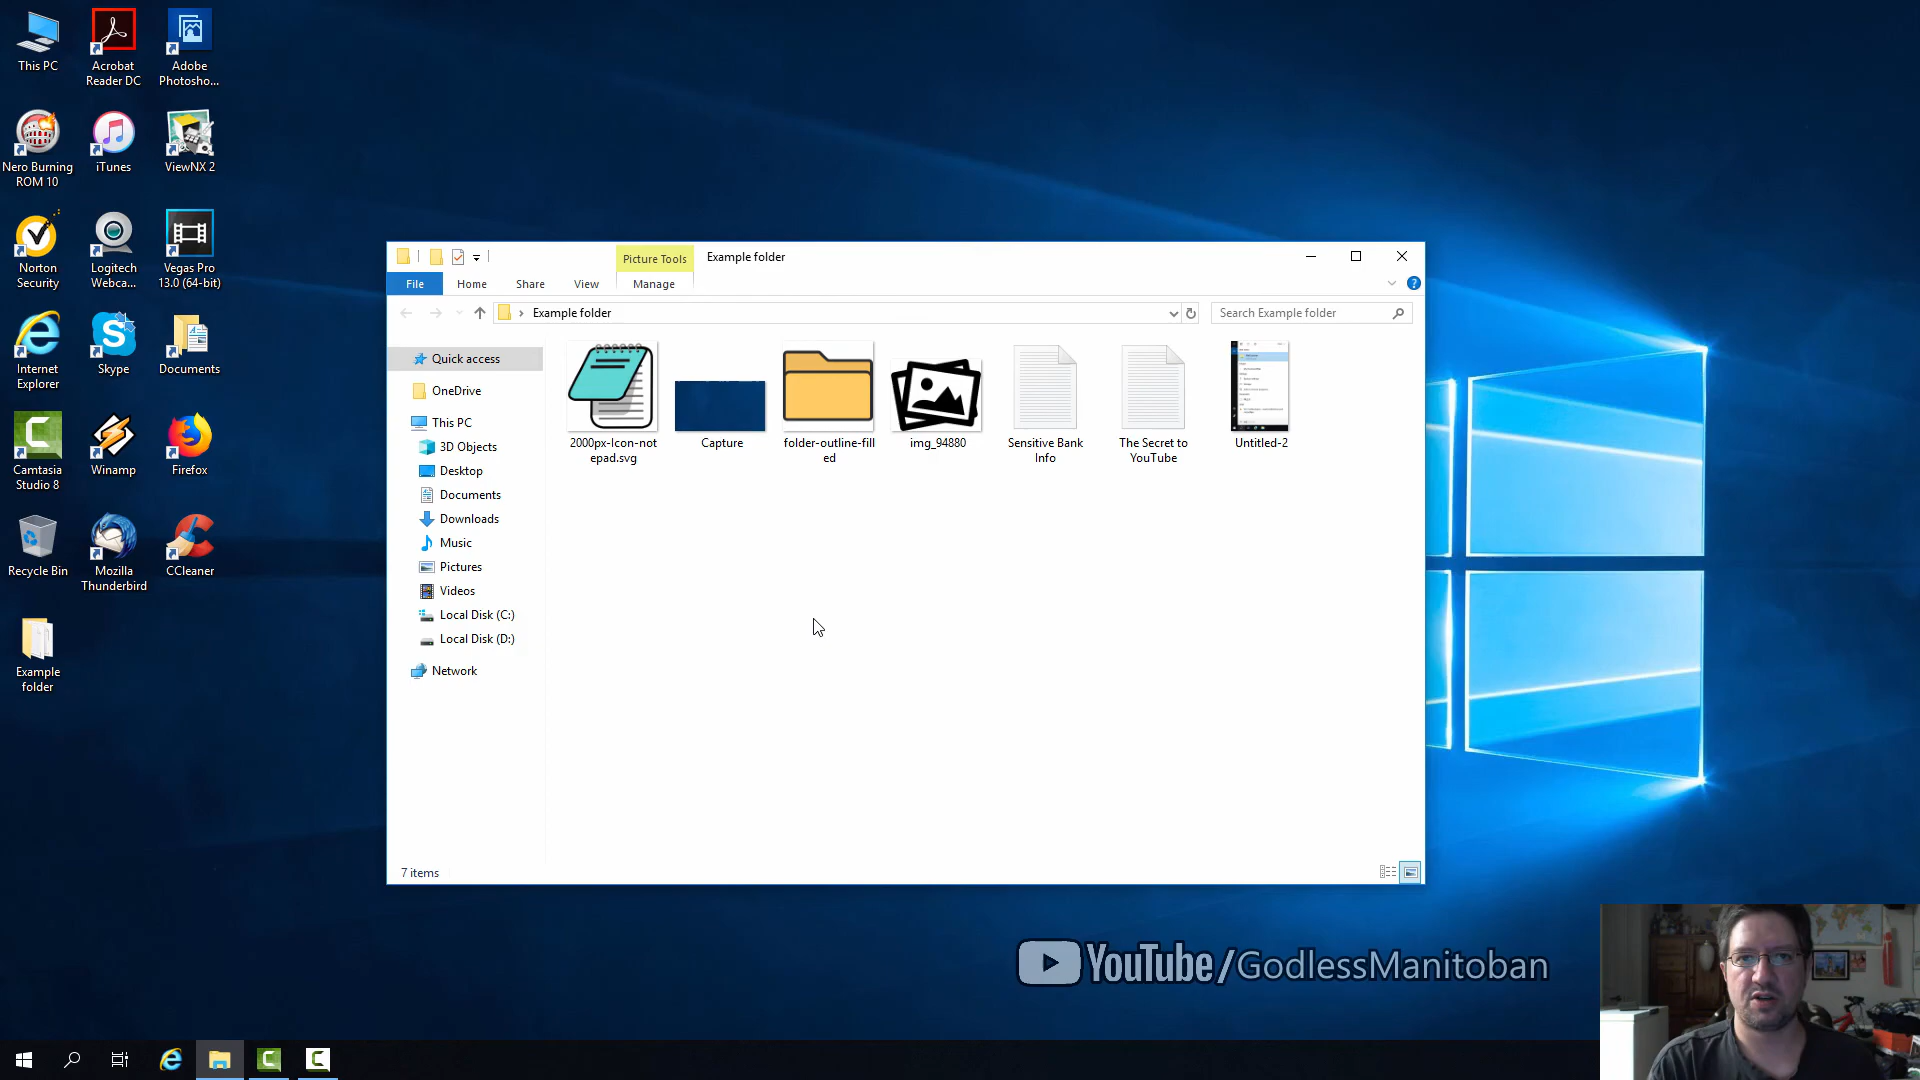 This PC
Acrobat
Reader DC
Adobe
Photosho...
Nero Burning
ROM 10
iTunes
ViewNX 2
Norton
Security
Logitech
Webca...
Vegas Pro
13.0 (64-bit)
Internet
Explorer
Skype
Documents
Camtasia
Studio 8
Winamp
Firefox
Recycle Bin
Mozilla
Thunderbird
CCleaner
Example
folder
Picture Tools
Example folder
File
Home
Share
View
Manage
Example folder
Search Example folder
Quick access
OneDrive
This PC
3D Objects
Desktop
Documents
Downloads
Music
Pictures
Videos
Local Disk (C:)
Local Disk (D:)
Network
2000px-Icon-not
epad.svg
Capture
folder-outline-fill
ed
img_94880
Sensitive Bank
Info
The Secret to
YouTube
Untitled-2
7 items
YouTube/GodlessManitoban